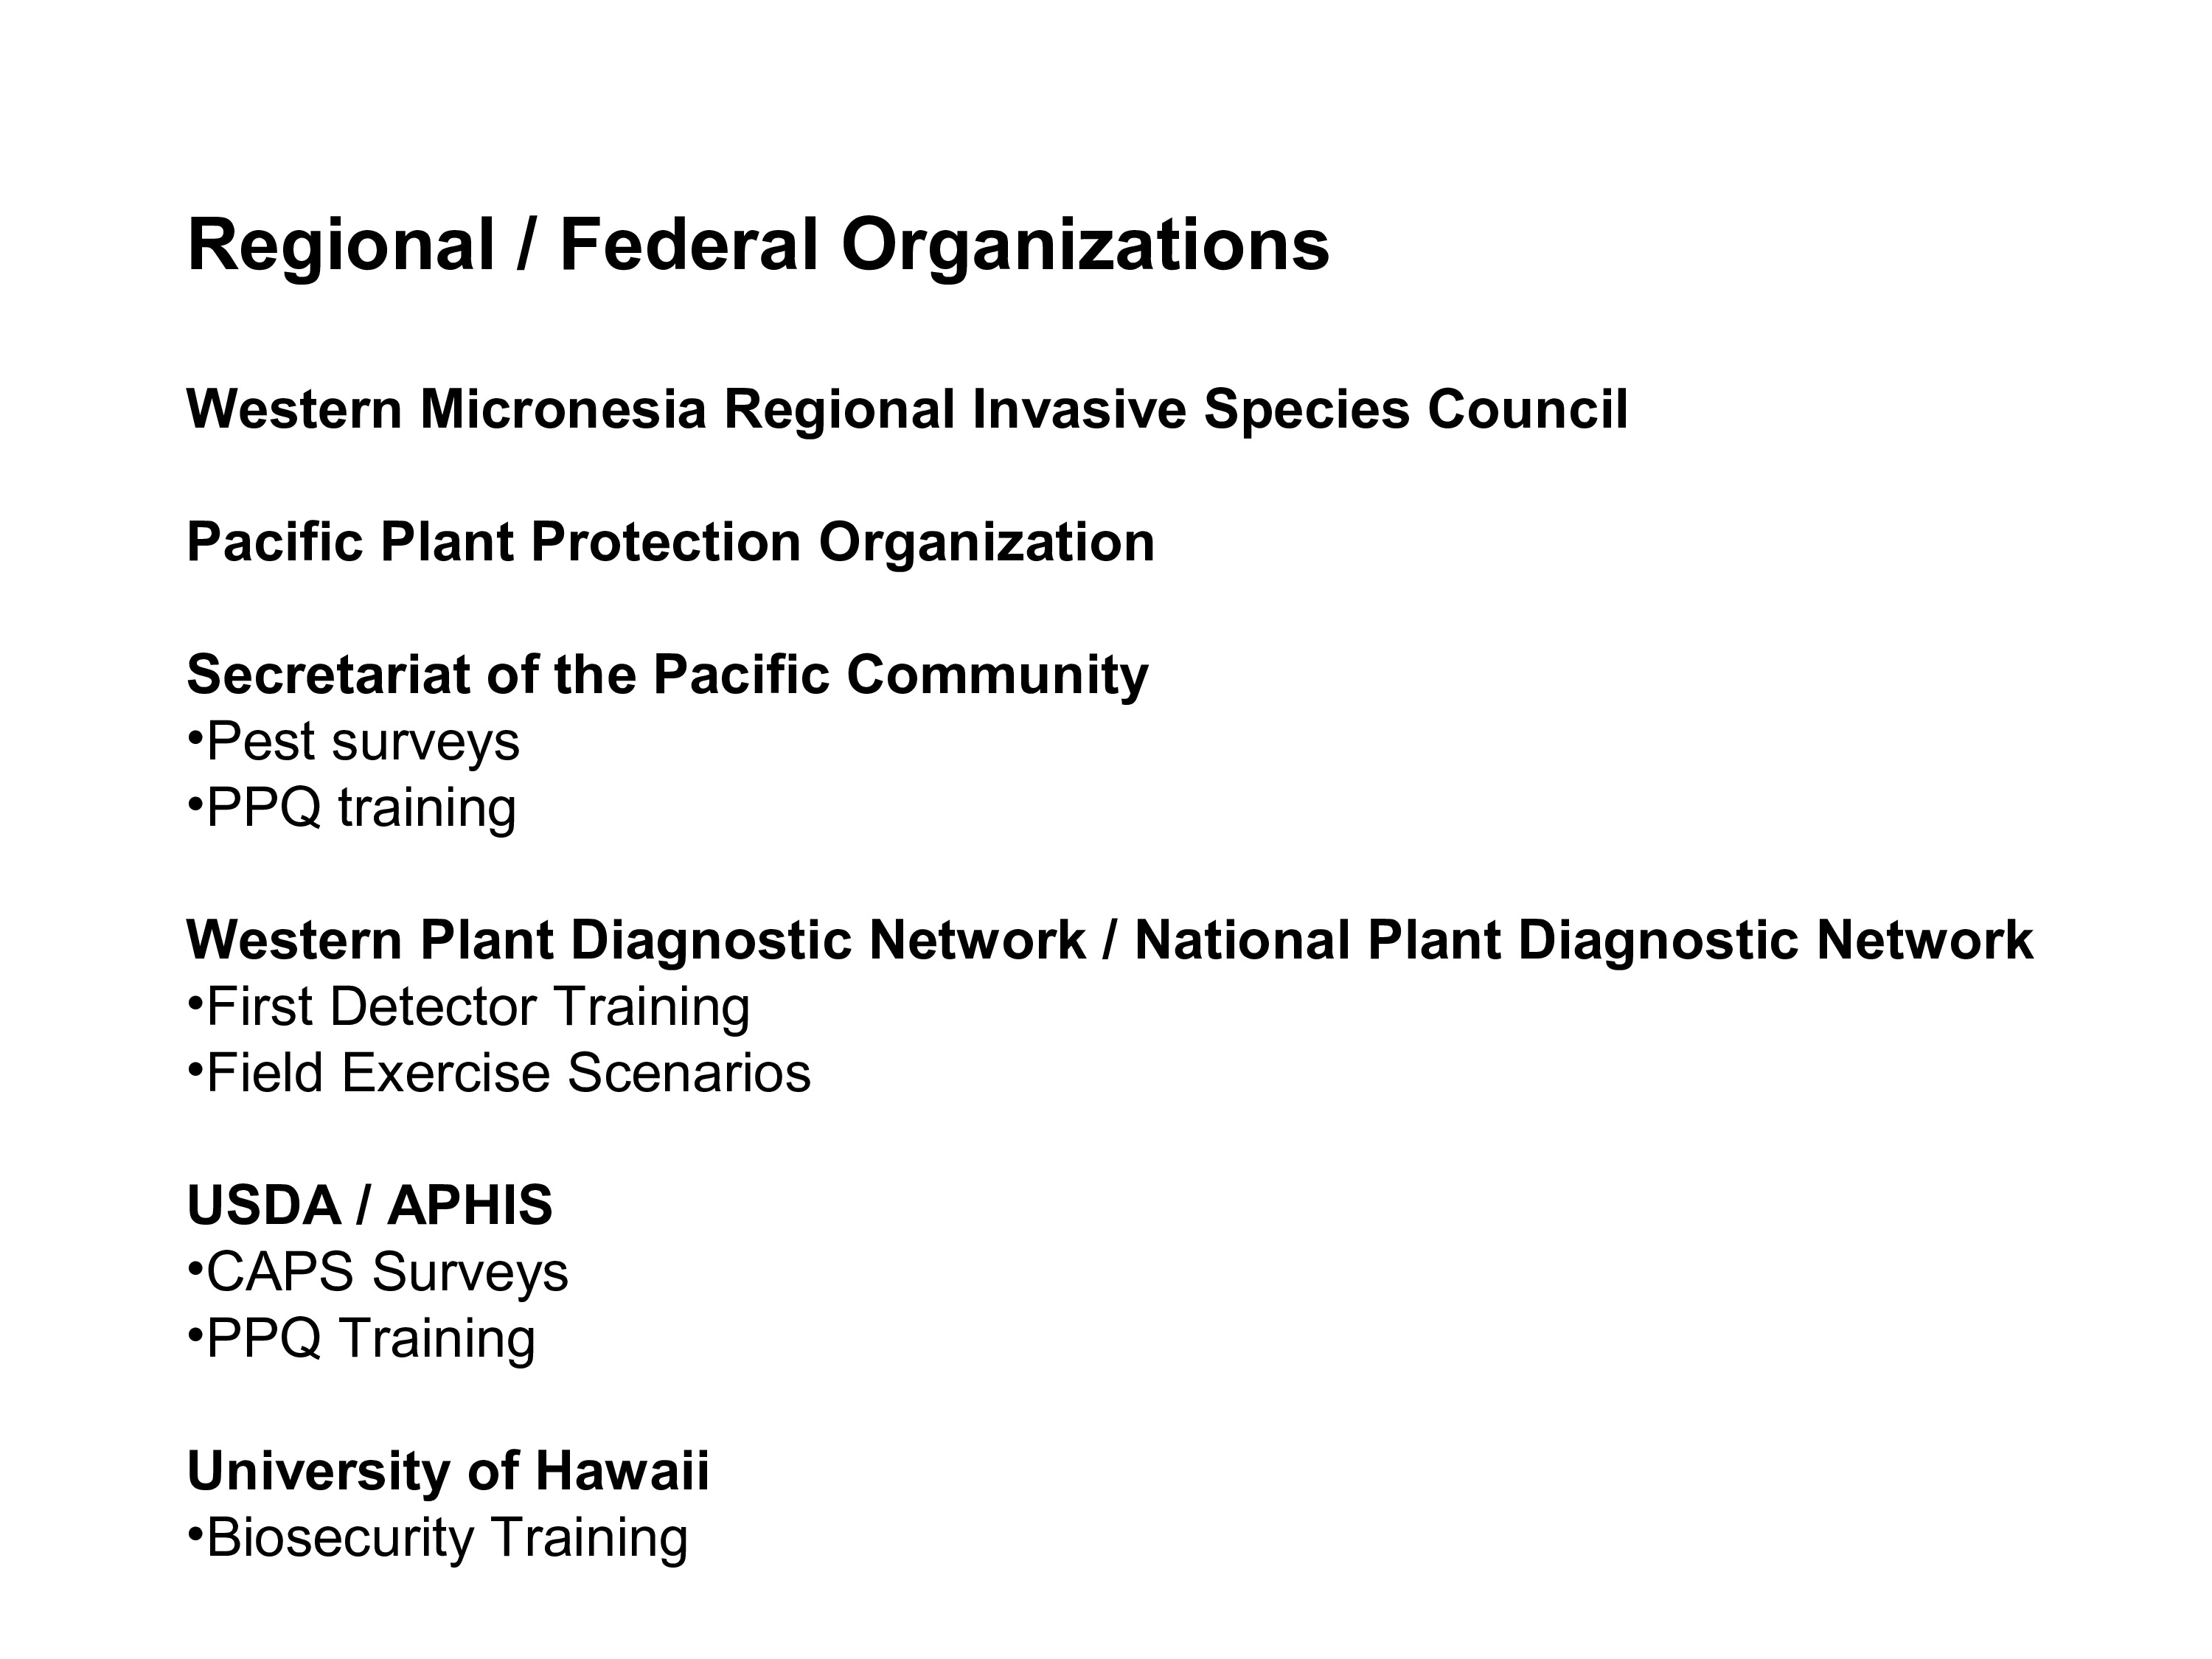 Regional / Federal Organizations
Western Micronesia Regional Invasive Species Council
Pacific Plant Protection Organization
Secretariat of the Pacific Community
•Pest surveys
•PPQ training
Western Plant Diagnostic Network / National Plant Diagnostic Network
•First Detector Training
•Field Exercise Scenarios
USDA / APHIS
•CAPS Surveys
•PPQ Training
University of Hawaii
•Biosecurity Training